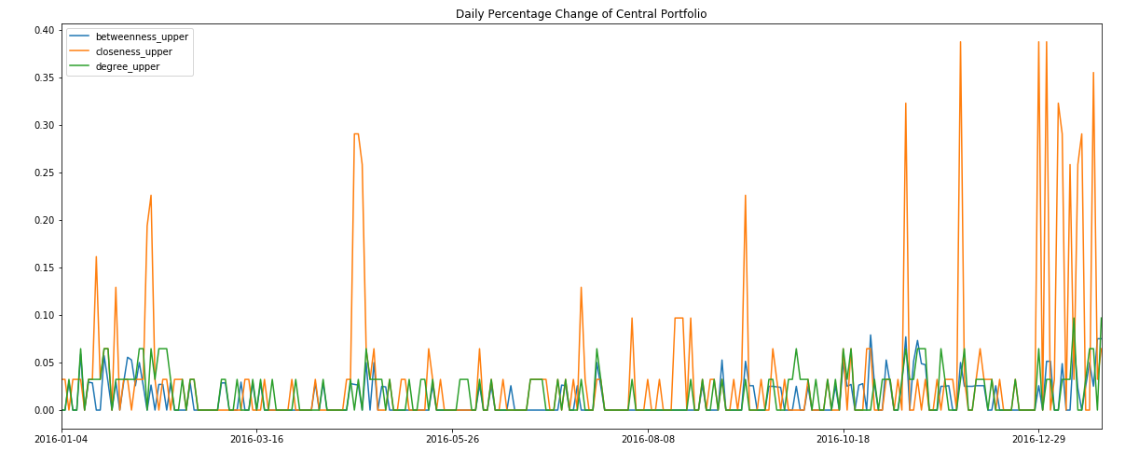 Daily Percentage Change of Central Portfolio
betweenness_upper
closeness_upper
degree_upper
0.40
0.35
0.30
0.25
0.20
0.15
0.10
0.05
0.00
2016-01-04 2016-03-16 2016-05-26 2016-08-08 2016-10-18 2016-12-29